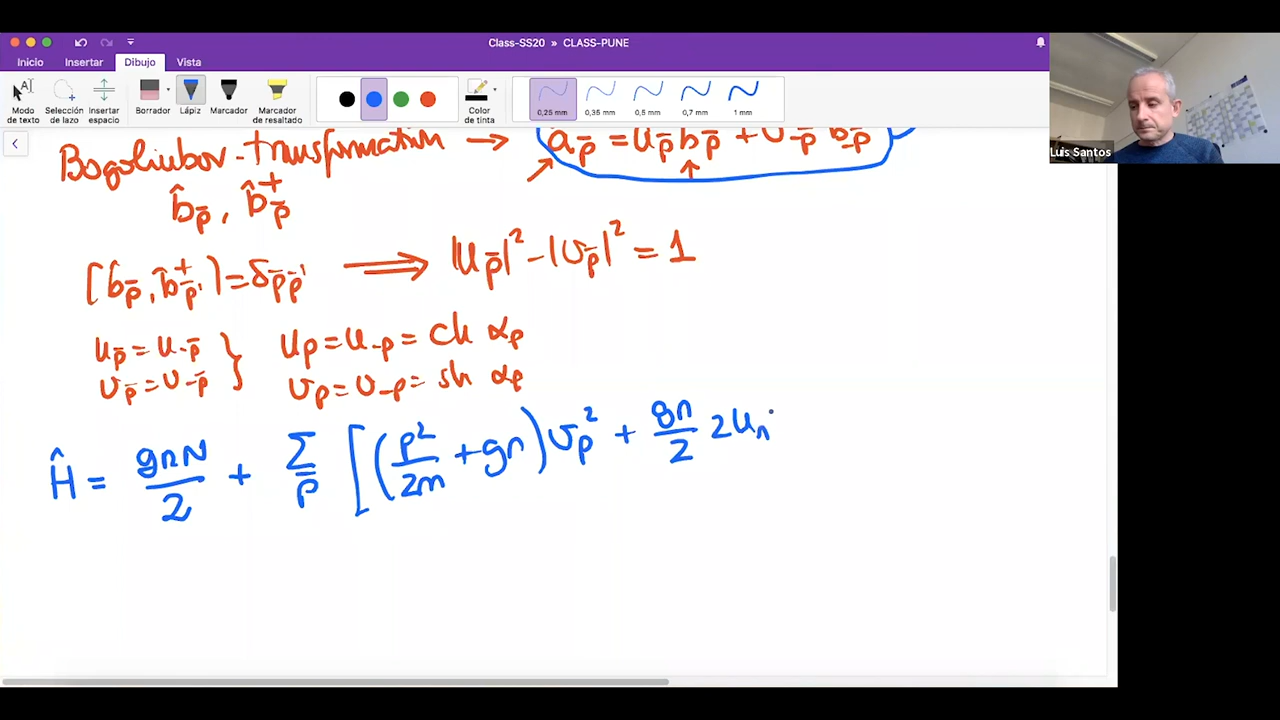 Class-SS20 » CLASS-PUNE
Inicio Insertar Dibujo Vista
Modo de texto Selección de lazo Insertar espacio Borrador Lápiz Marcador Marcador de resaltado Color de tinta 0,25 mm 0,35 mm 0,5 mm 0,7 mm 1 mm
Luis Santos
Bogoliubov-transformation → a_p̄ = u_p̄ b_p̄ + v_-p̄ b_-p̄
b̂_p̄, b̂⁺_p̄
[b̂_p̄, b̂⁺_p̄'] = δ_p̄p̄' ⟹ |u_p̄|² - |v_p̄|² = 1
u_p̄ = u_-p̄ } u_p = u_-p = ch α_p
v_p̄ = v_-p̄ } v_p = v_-p = sh α_p
Ĥ = gnN/2 + Σ_p̄ [(p²/2m + gn) v_p² + gn/2 2u